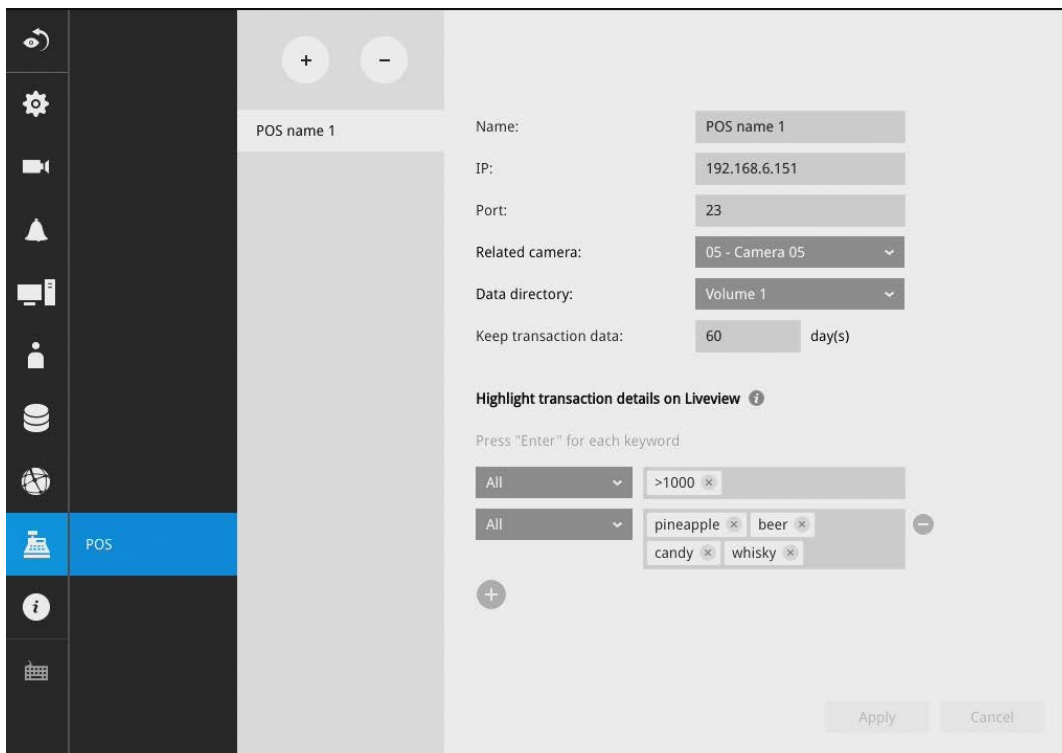 + −
POS name 1
Name: POS name 1
IP: 192.168.6.151
Port: 23
Related camera: 05 - Camera 05
Data directory: Volume 1
Keep transaction data: 60 day(s)
Highlight transaction details on Liveview i
Press "Enter" for each keyword
All >1000 ×
All pineapple × beer ×
candy × whisky ×
POS
Apply Cancel